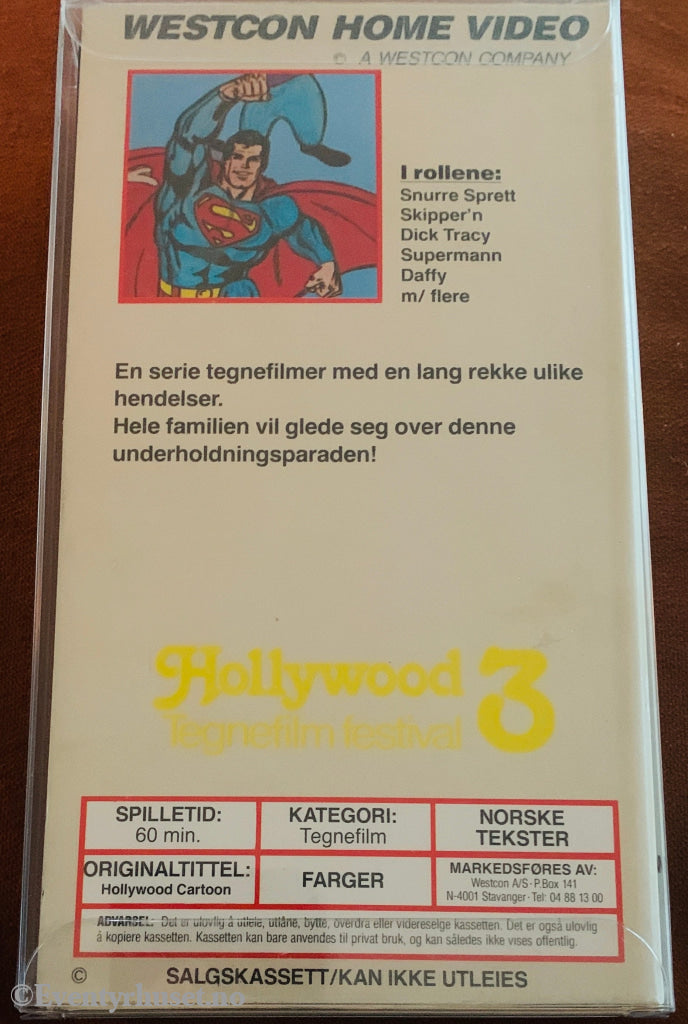 WESTCON HOME VIDEO
© A WESTCON COMPANY
I rollene:
Snurre Sprett
Skipper'n
Dick Tracy
Supermann
Daffy
m/ flere
En serie tegnefilmer med en lang rekke ulike
hendelser.
Hele familien vil glede seg over denne
underholdningsparaden!
Hollywood 3
Tegnefilm festival
SPILLETID:
60 min.
KATEGORI:
Tegnefilm
NORSKE
TEKSTER
ORIGINALTITTEL:
Hollywood Cartoon
FARGER
MARKEDSFØRES AV:
Westcon A/S · P.Box 141
N-4001 Stavanger · Tel: 04 88 13 00
ADVARSEL: Det er ulovlig å utleie, utlåne, bytte, overdra eller videreselge kassetten. Det er også ulovlig
å kopiere kassetten. Kassetten kan bare anvendes til privat bruk, og kan således ikke vises offentlig.
© SALGSKASSETT/KAN IKKE UTLEIES
©Eventyrhuset.no